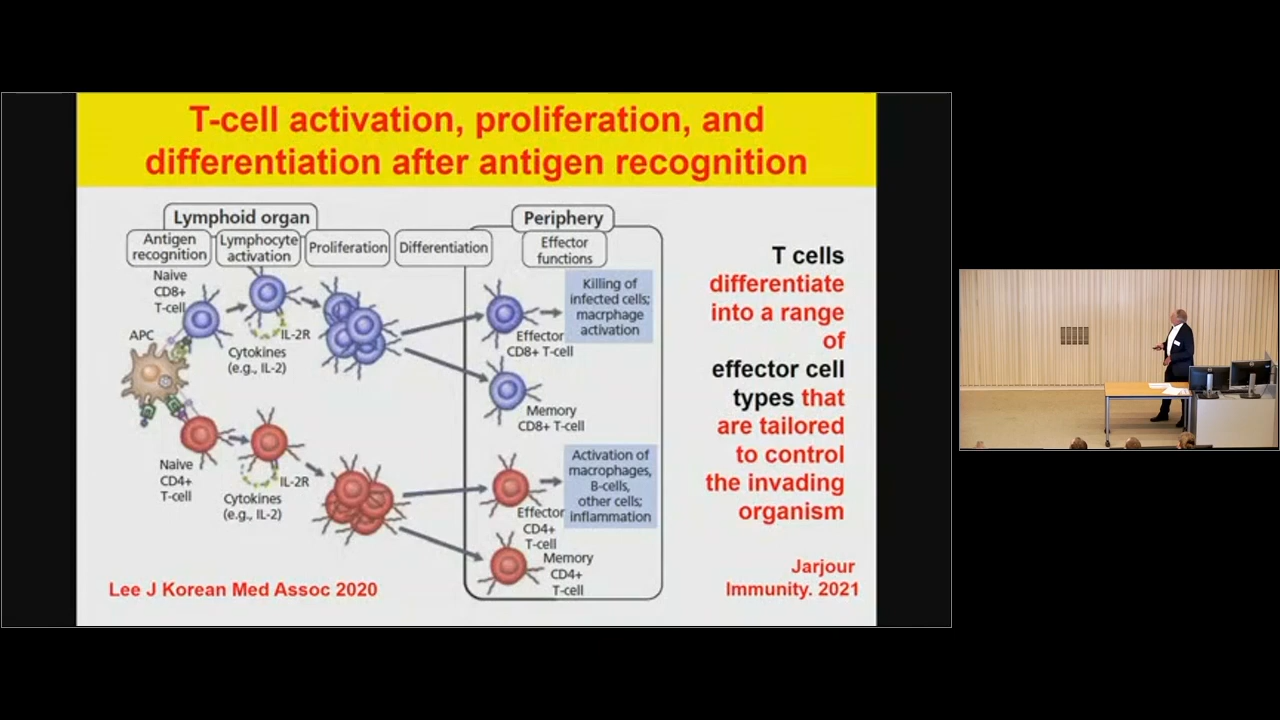 T-cell activation, proliferation, and
differentiation after antigen recognition
Lymphoid organ
Periphery
Antigen
recognition
Lymphocyte
activation
Proliferation
Differentiation
Effector
functions
Naive
CD8+
T-cell
APC
IL-2R
Cytokines
(e.g., IL-2)
Killing of
infected cells;
macrphage
activation
Effector
CD8+ T-cell
Memory
CD8+ T-cell
Naive
CD4+
T-cell
IL-2R
Cytokines
(e.g., IL-2)
Activation of
macrophages,
B-cells,
other cells;
inflammation
Effector
CD4+
T-cell
Memory
CD4+
T-cell
T cells
differentiate
into a range
of
effector cell
types that
are tailored
to control
the invading
organism
Lee J Korean Med Assoc 2020
Jarjour
Immunity. 2021